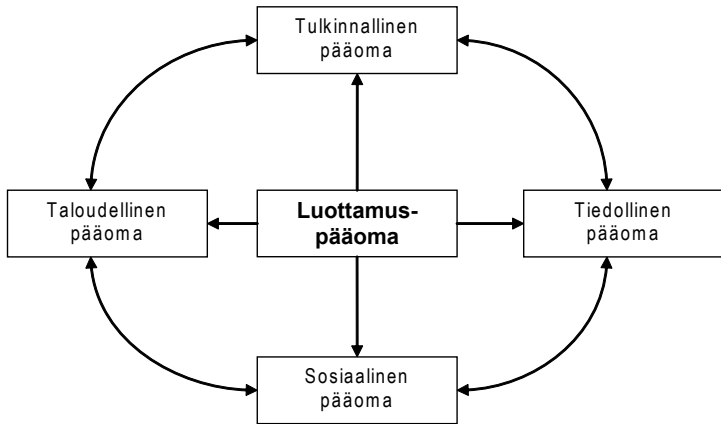 Tulkinnallinen
pääoma
Taloudellinen
pääoma
Luottamus-
pääoma
Tiedollinen
pääoma
Sosiaalinen
pääoma